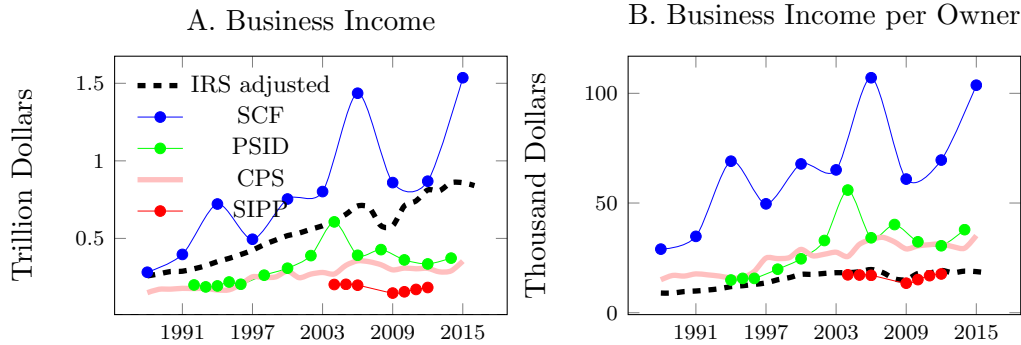 A. Business Income
Trillion Dollars
1.5
1
0.5
IRS adjusted
SCF
PSID
CPS
SIPP
1991 1997 2003 2009 2015
B. Business Income per Owner
Thousand Dollars
100
50
0
1991 1997 2003 2009 2015